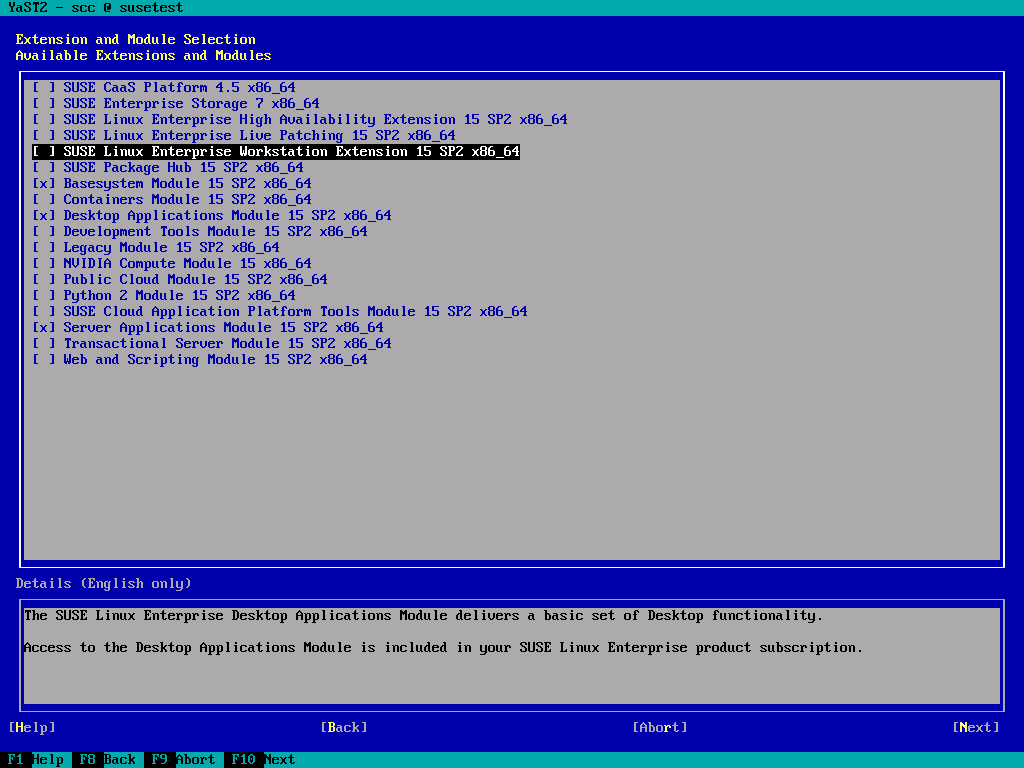 YaST2 - scc @ susetest
Extension and Module Selection
Available Extensions and Modules
[ ] SUSE CaaS Platform 4.5 x86_64
[ ] SUSE Enterprise Storage 7 x86_64
[ ] SUSE Linux Enterprise High Availability Extension 15 SP2 x86_64
[ ] SUSE Linux Enterprise Live Patching 15 SP2 x86_64
[ ] SUSE Linux Enterprise Workstation Extension 15 SP2 x86_64
[ ] SUSE Package Hub 15 SP2 x86_64
[x] Basesystem Module 15 SP2 x86_64
[ ] Containers Module 15 SP2 x86_64
[x] Desktop Applications Module 15 SP2 x86_64
[ ] Development Tools Module 15 SP2 x86_64
[ ] Legacy Module 15 SP2 x86_64
[ ] NVIDIA Compute Module 15 x86_64
[ ] Public Cloud Module 15 SP2 x86_64
[ ] Python 2 Module 15 SP2 x86_64
[ ] SUSE Cloud Application Platform Tools Module 15 SP2 x86_64
[x] Server Applications Module 15 SP2 x86_64
[ ] Transactional Server Module 15 SP2 x86_64
[ ] Web and Scripting Module 15 SP2 x86_64
Details (English only)
The SUSE Linux Enterprise Desktop Applications Module delivers a basic set of Desktop functionality.
Access to the Desktop Applications Module is included in your SUSE Linux Enterprise product subscription.
[Help] [Back] [Abort] [Next]
F1 Help F8 Back F9 Abort F10 Next